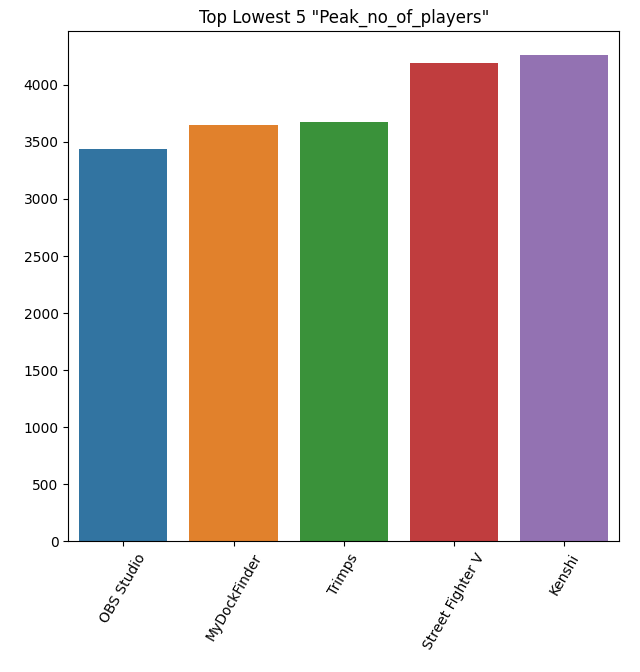 Top Lowest 5 "Peak_no_of_players"
4000
3500
3000
2500
2000
1500
1000
500
0
OBS Studio
MyDockFinder
Trimps
Street Fighter V
Kenshi